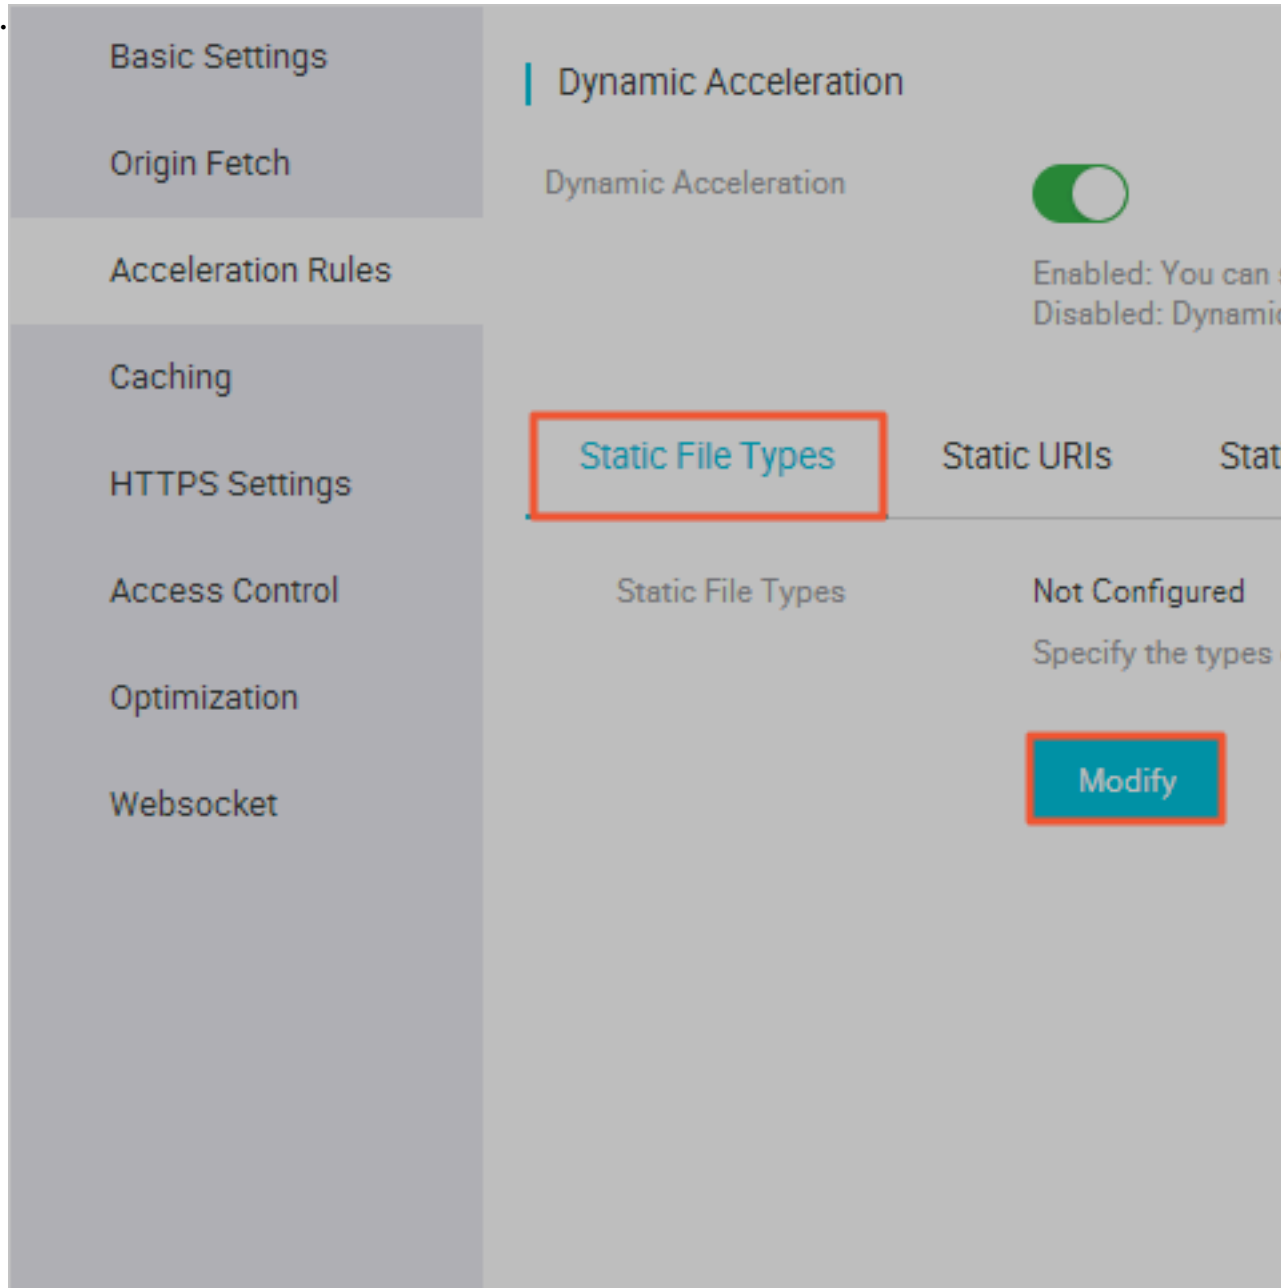 Basic Settings
Origin Fetch
Acceleration Rules
Caching
HTTPS Settings
Access Control
Optimization
Websocket
Dynamic Acceleration
Dynamic Acceleration
Enabled: You can
Disabled: Dynamic
Static File Types
Static URIs
Stat
Static File Types
Not Configured
Specify the types
Modify